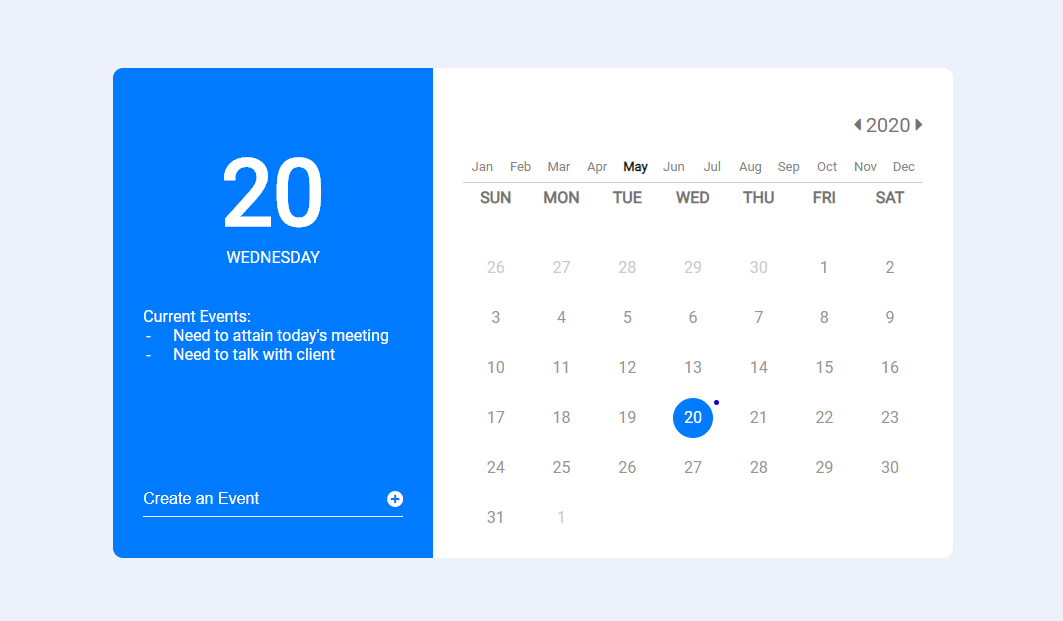 20
WEDNESDAY
Current Events:
- Need to attain today's meeting
- Need to talk with client
Create an Event
2020
Jan Feb Mar Apr May Jun Jul Aug Sep Oct Nov Dec
SUN MON TUE WED THU FRI SAT
26 27 28 29 30 1 2
3 4 5 6 7 8 9
10 11 12 13 14 15 16
17 18 19 20 21 22 23
24 25 26 27 28 29 30
31 1